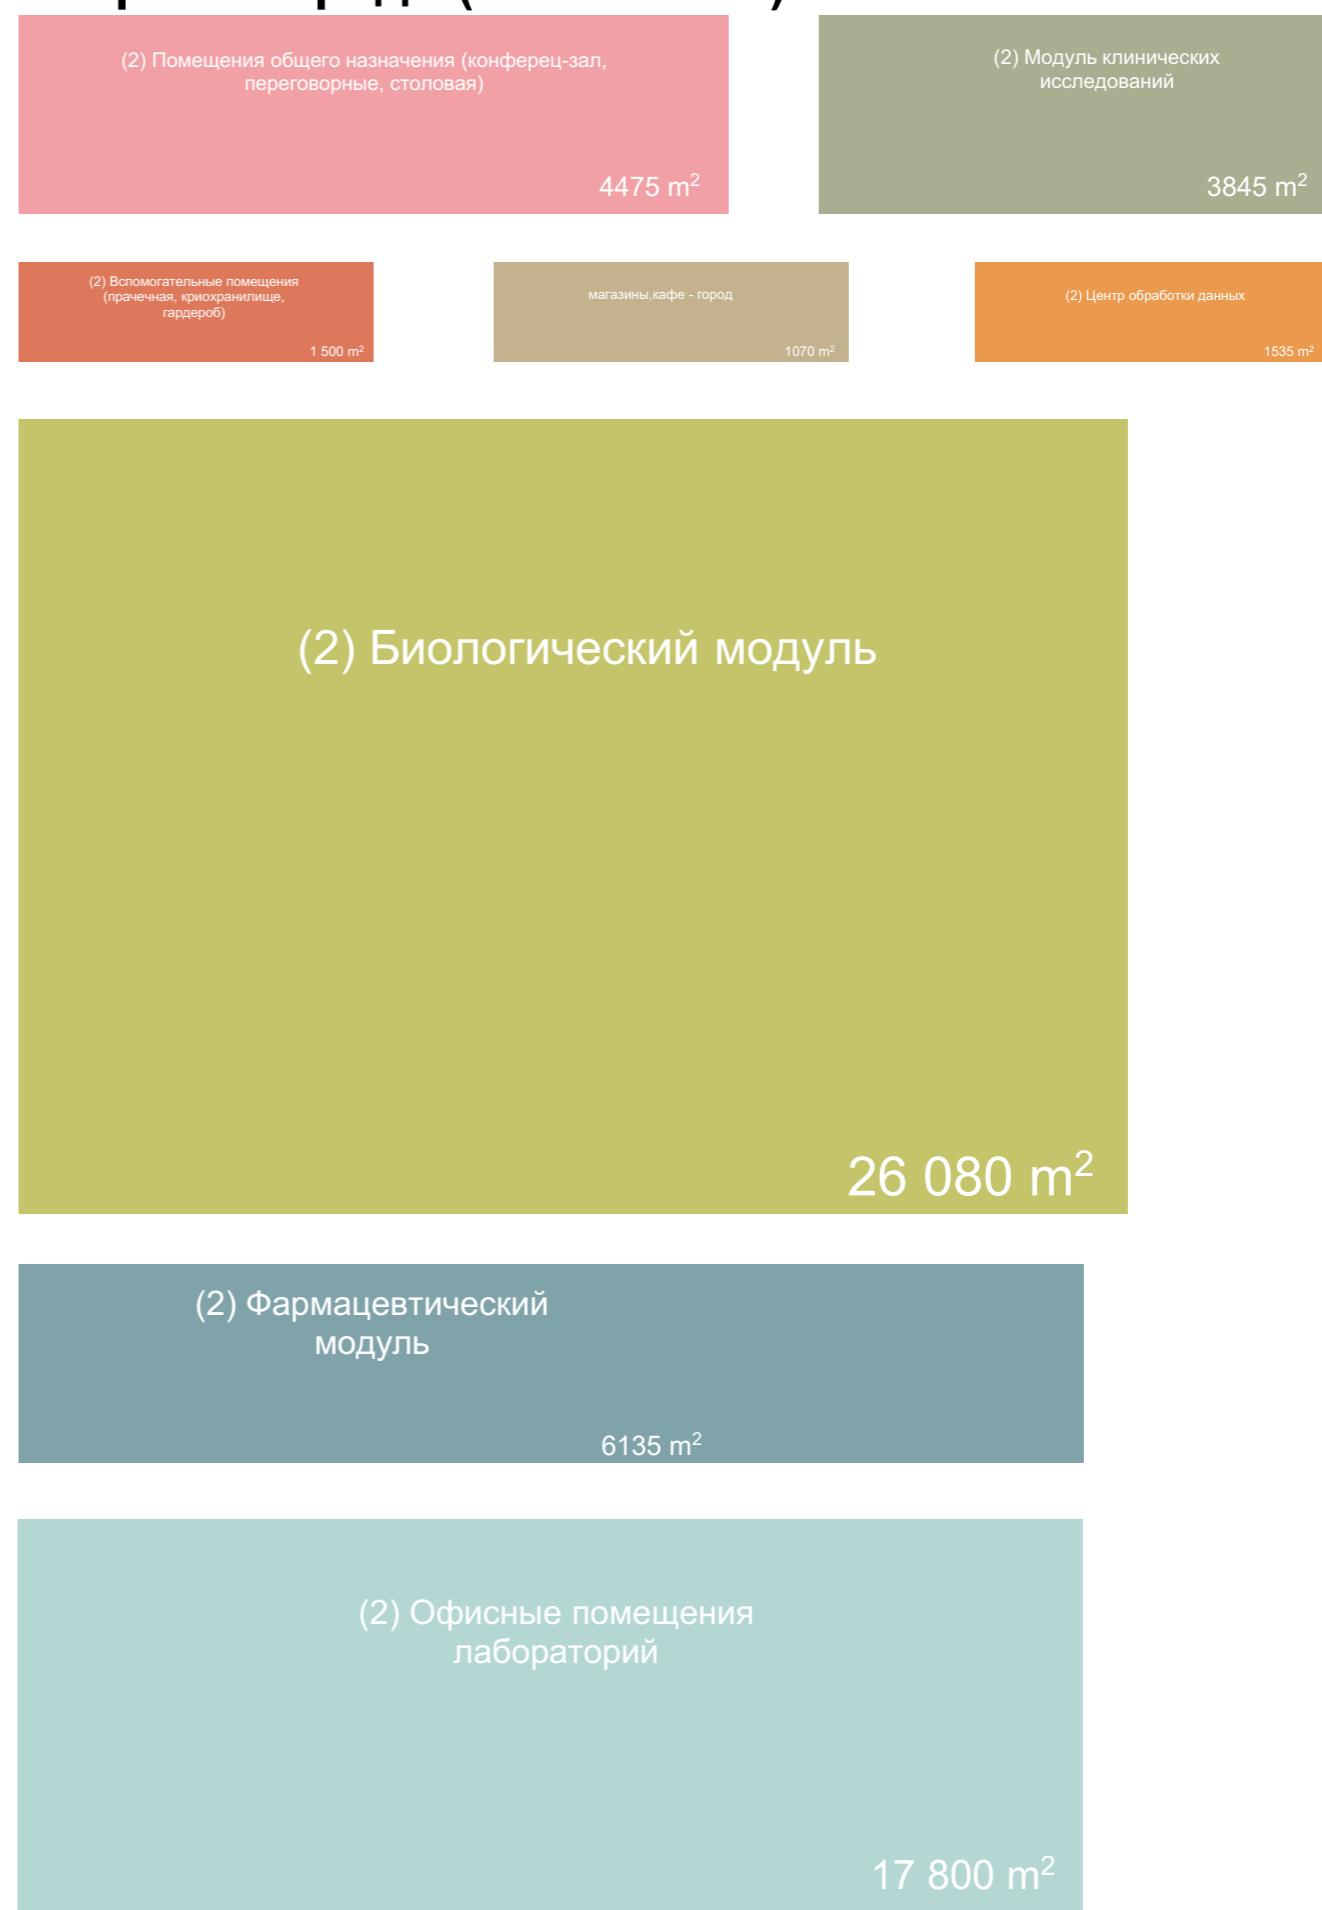 (2) Помещения общего назначения (конферец-зал,
переговорные, столовая)
4475 m²
(2) Модуль клинических
исследований
3845 m²
(2) Вспомогательные помещения
(прачечная, криохранилище,
гардероб)
1 500 m²
магазины,кафе - город
1070 m²
(2) Центр обработки данных
1535 m²
(2) Биологический модуль
26 080 m²
(2) Фармацевтический
модуль
6135 m²
(2) Офисные помещения
лабораторий
17 800 m²